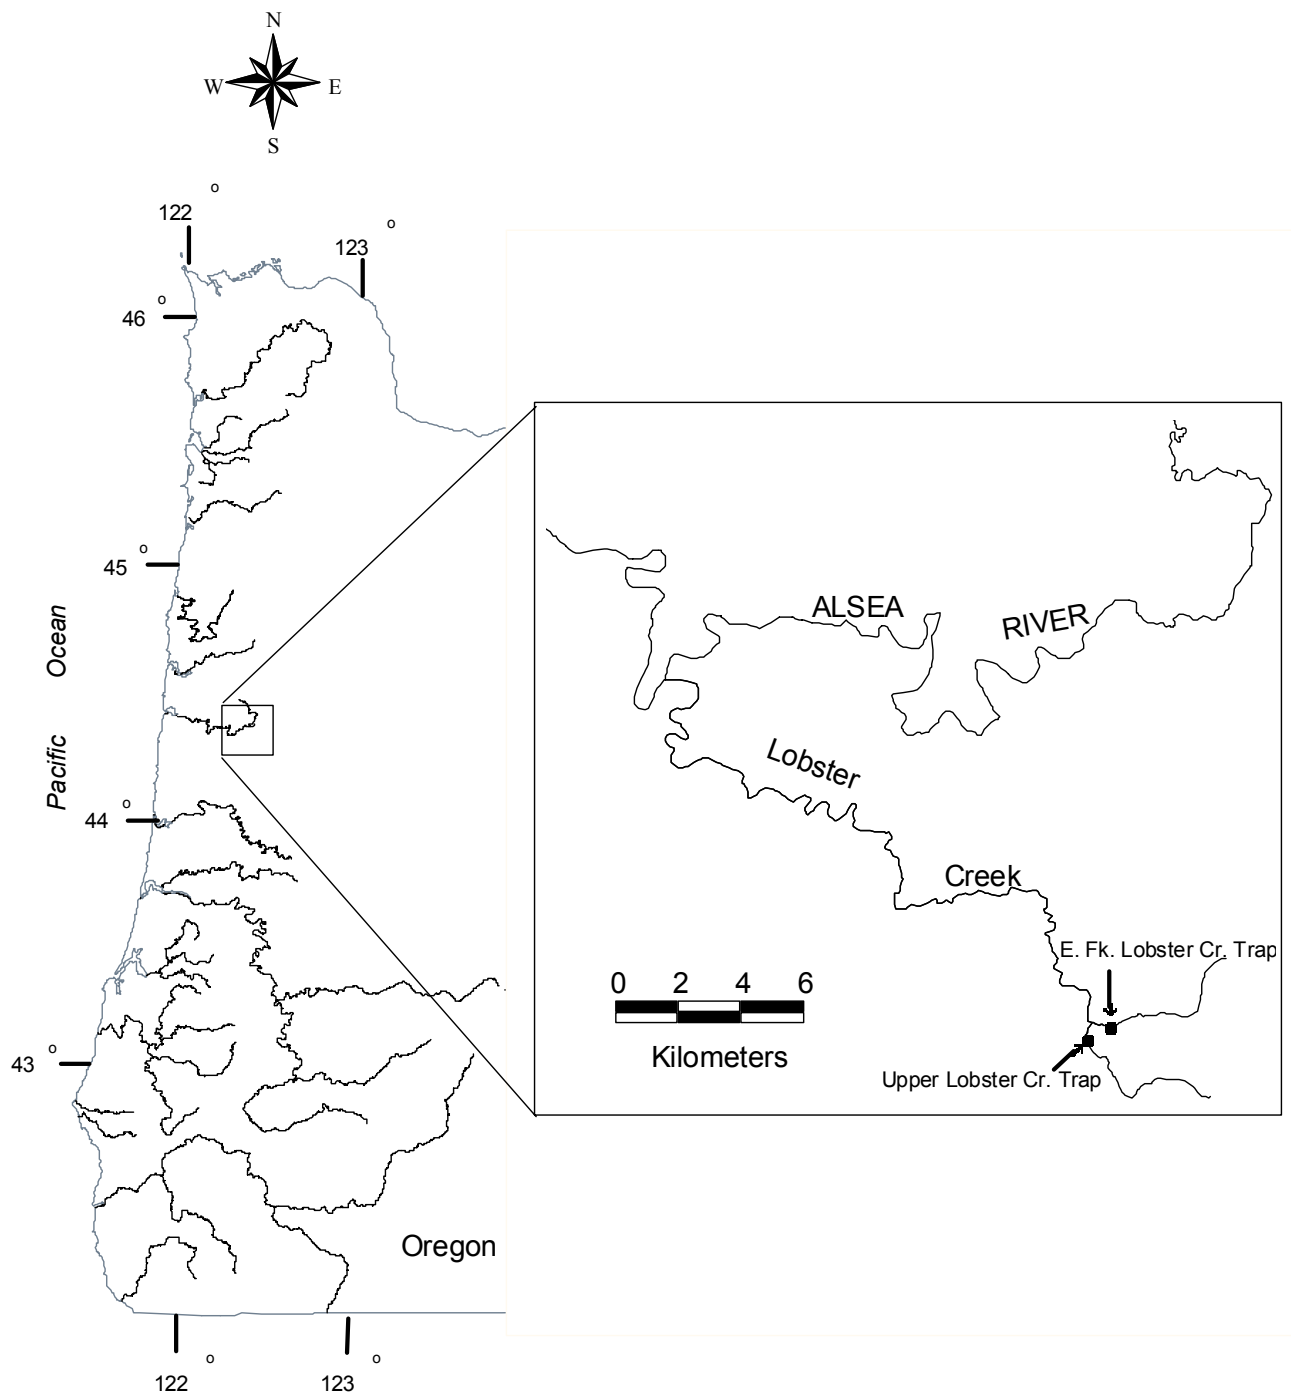 N
W E
S
122 o
123 o
46 o
45 o
Pacific Ocean
44 o
43 o
Oregon
122 o
123 o
ALSEA
RIVER
Lobster
Creek
E. Fk. Lobster Cr. Trap
0 2 4 6
Kilometers
Upper Lobster Cr. Trap